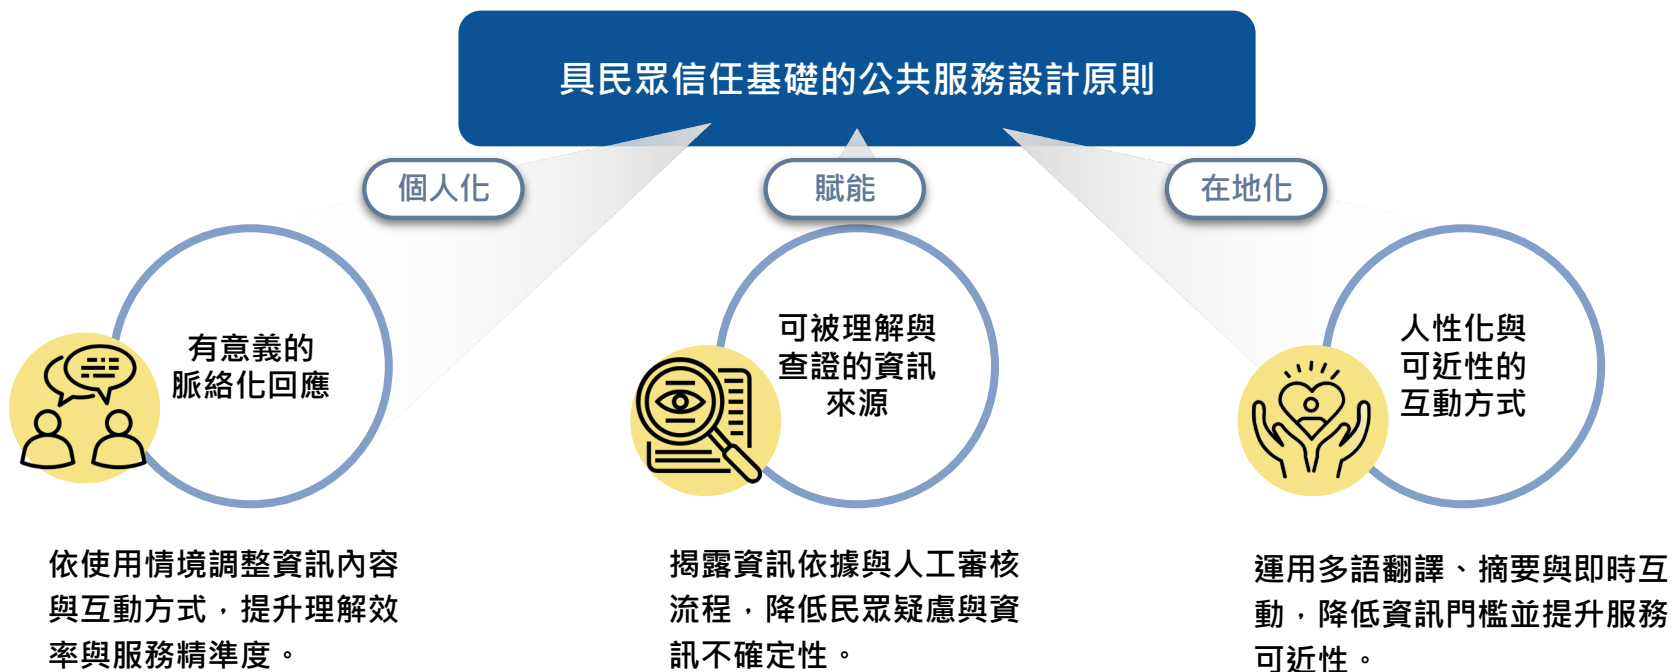 具民眾信任基礎的公共服務設計原則
個人化
賦能
在地化
有意義的
脈絡化回應
可被理解與
查證的資訊
來源
人性化與
可近性的
互動方式
依使用情境調整資訊內容
與互動方式，提升理解效
率與服務精準度。
揭露資訊依據與人工審核
流程，降低民眾疑慮與資
訊不確定性。
運用多語翻譯、摘要與即時互
動，降低資訊門檻並提升服務
可近性。